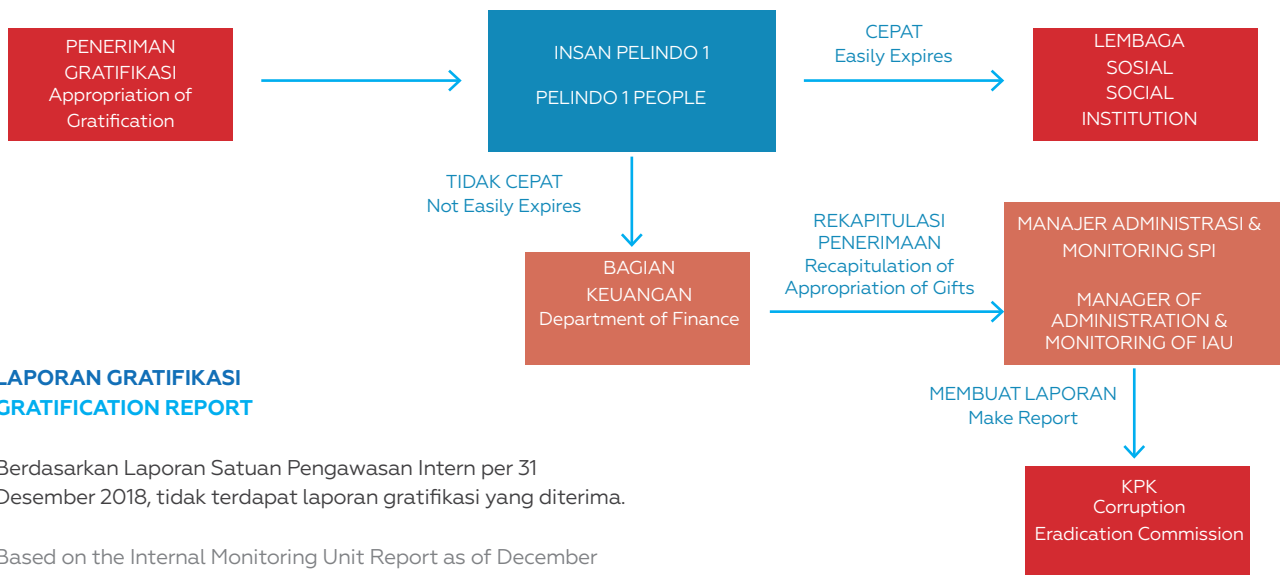 PENERIMAN
GRATIFIKASI
Appropriation of
Gratification
INSAN PELINDO 1
PELINDO 1 PEOPLE
CEPAT
Easily Expires
LEMBAGA
SOSIAL
SOCIAL
INSTITUTION
TIDAK CEPAT
Not Easily Expires
BAGIAN
KEUANGAN
Department of Finance
REKAPITULASI
PENERIMAAN
Recapitulation of
Appropriation of Gifts
MANAJER ADMINISTRASI &
MONITORING SPI
MANAGER OF
ADMINISTRATION &
MONITORING OF IAU
MEMBUAT LAPORAN
Make Report
KPK
Corruption
Eradication Commission
LAPORAN GRATIFIKASI
GRATIFICATION REPORT
Berdasarkan Laporan Satuan Pengawasan Intern per 31
Desember 2018, tidak terdapat laporan gratifikasi yang diterima.
Based on the Internal Monitoring Unit Report as of December